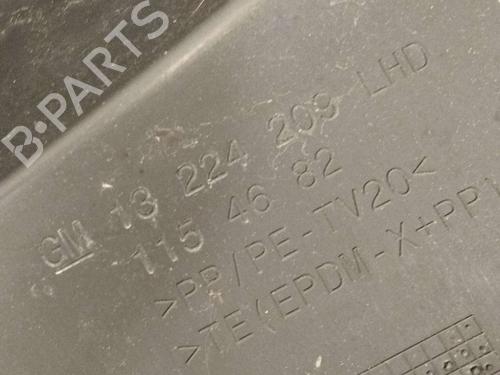 B-PARTS
GM 13 224 209 LHD
115 46 82
>PP/PE-TV20<
>TE(EPDM-X+PP)